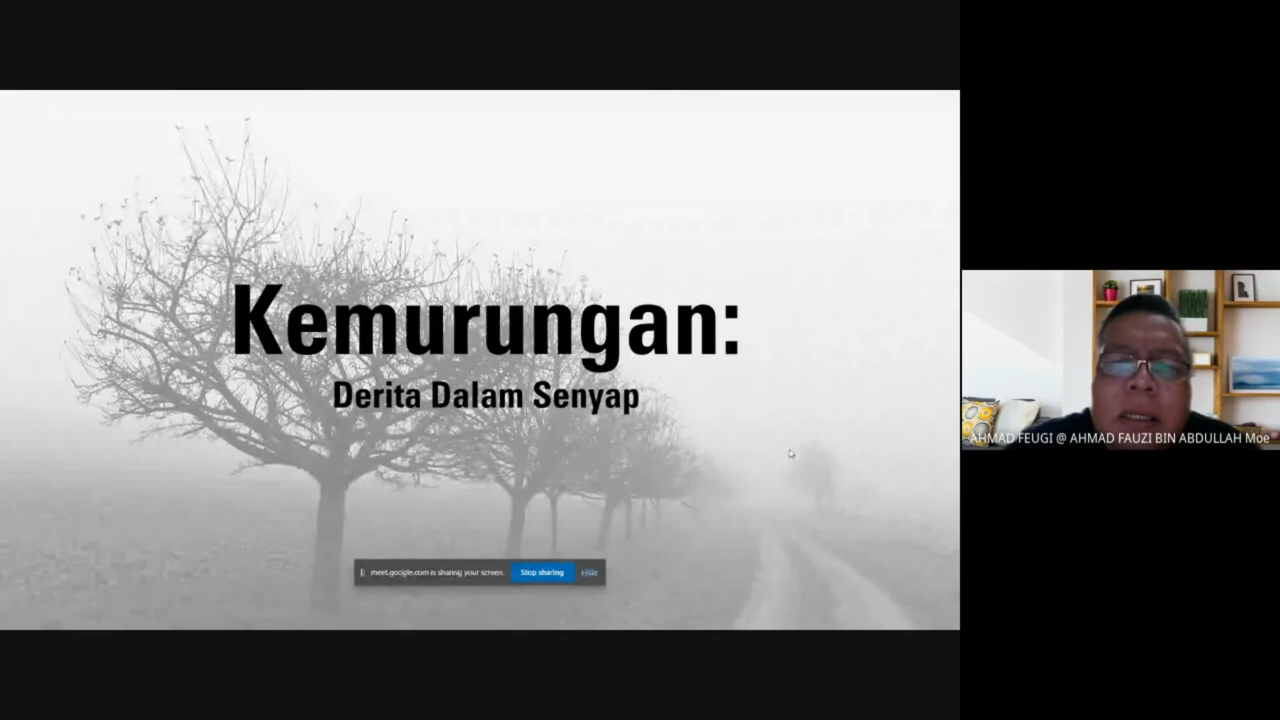 Kemurungan:
Derita Dalam Senyap
meet.google.com is sharing your screen. Stop sharing Hide
AHMAD FEUGI @ AHMAD FAUZI BIN ABDULLAH Moe